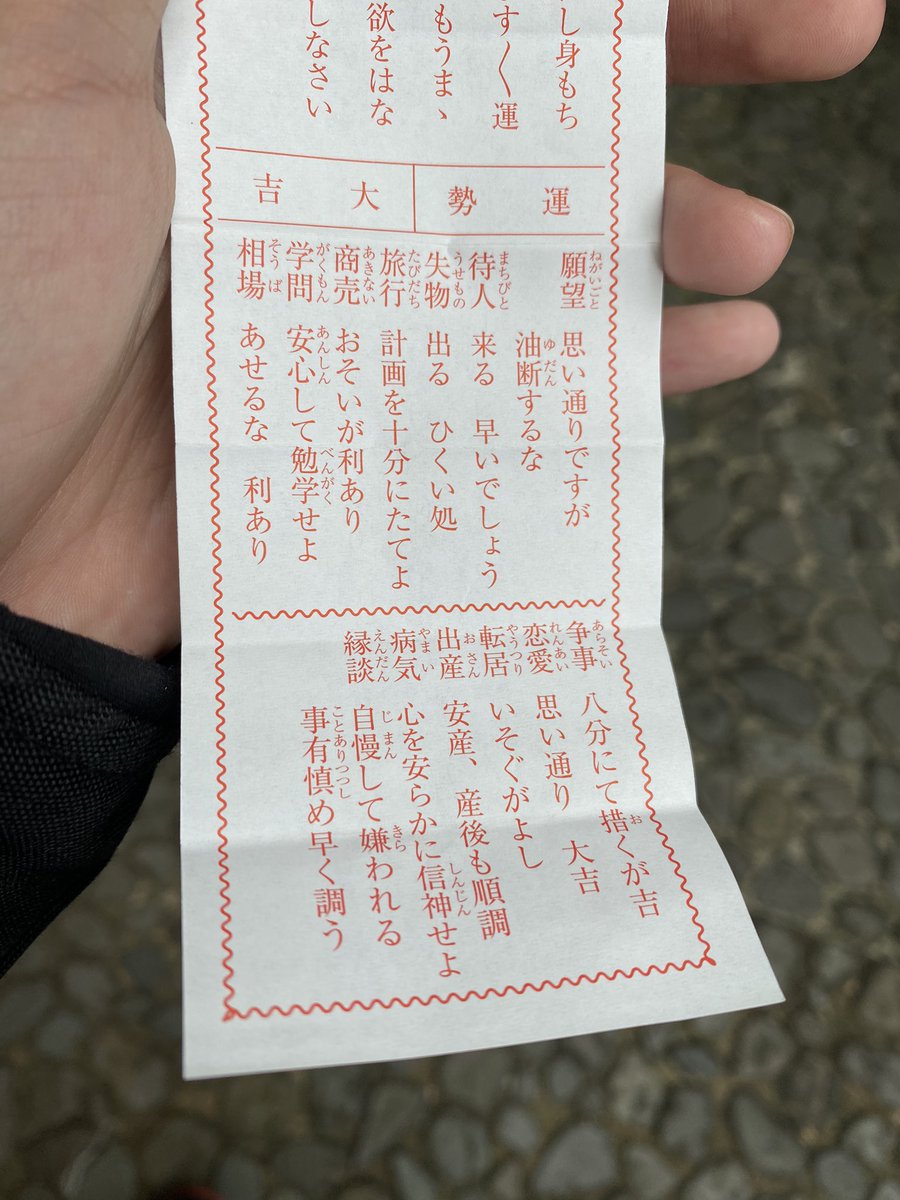 し身もち
すく運
もうまゝ
欲をはな
しなさい
運勢
大吉
願望 思い通りですが
油断するな
待人 来る 早いでしょう
失物 出る ひくい処
旅行 計画を十分にたてよ
商売 おそいが利あり
学問 安心して勉学せよ
相場 あせるな 利あり
争事 八分にて措くが吉
恋愛 思い通り 大吉
転居 いそぐがよし
出産 安産、産後も順調
病気 心を安らかに信神せよ
縁談 自慢して嫌われる
事有慎め早く調う